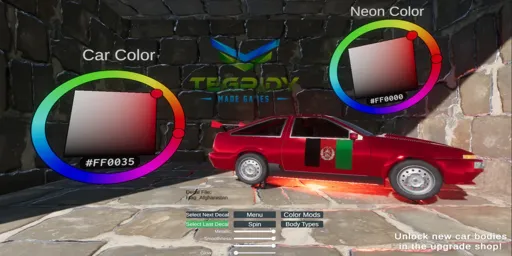 Neon Color
Car Color
TEGRIDY
MADE GAMES
#FF0000
#FF0035
Select Next Decal
Menu
Color Mods
Select Last Decal
Spin
Body Types
Metallic
Unlock new car bodies
in the upgrade shop!